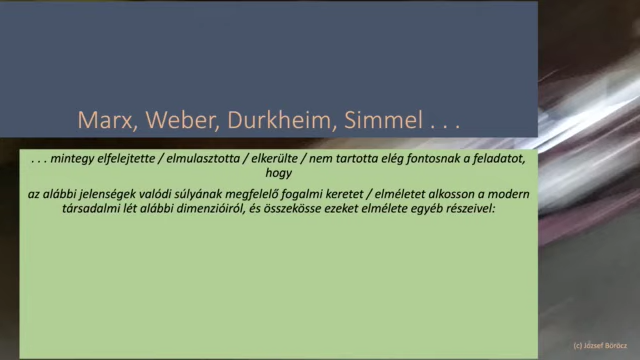 Marx, Weber, Durkheim, Simmel . . .
. . . mintegy elfelejtette / elmulasztotta / elkerülte / nem tartotta elég fontosnak a feladatot,
hogy
az alábbi jelenségek valódi súlyának megfelelő fogalmi keretet / elméletet alkosson a modern
társadalmi lét alábbi dimenzióiról, és összekösse ezeket elmélete egyéb részeivel:
(c) József Böröcz